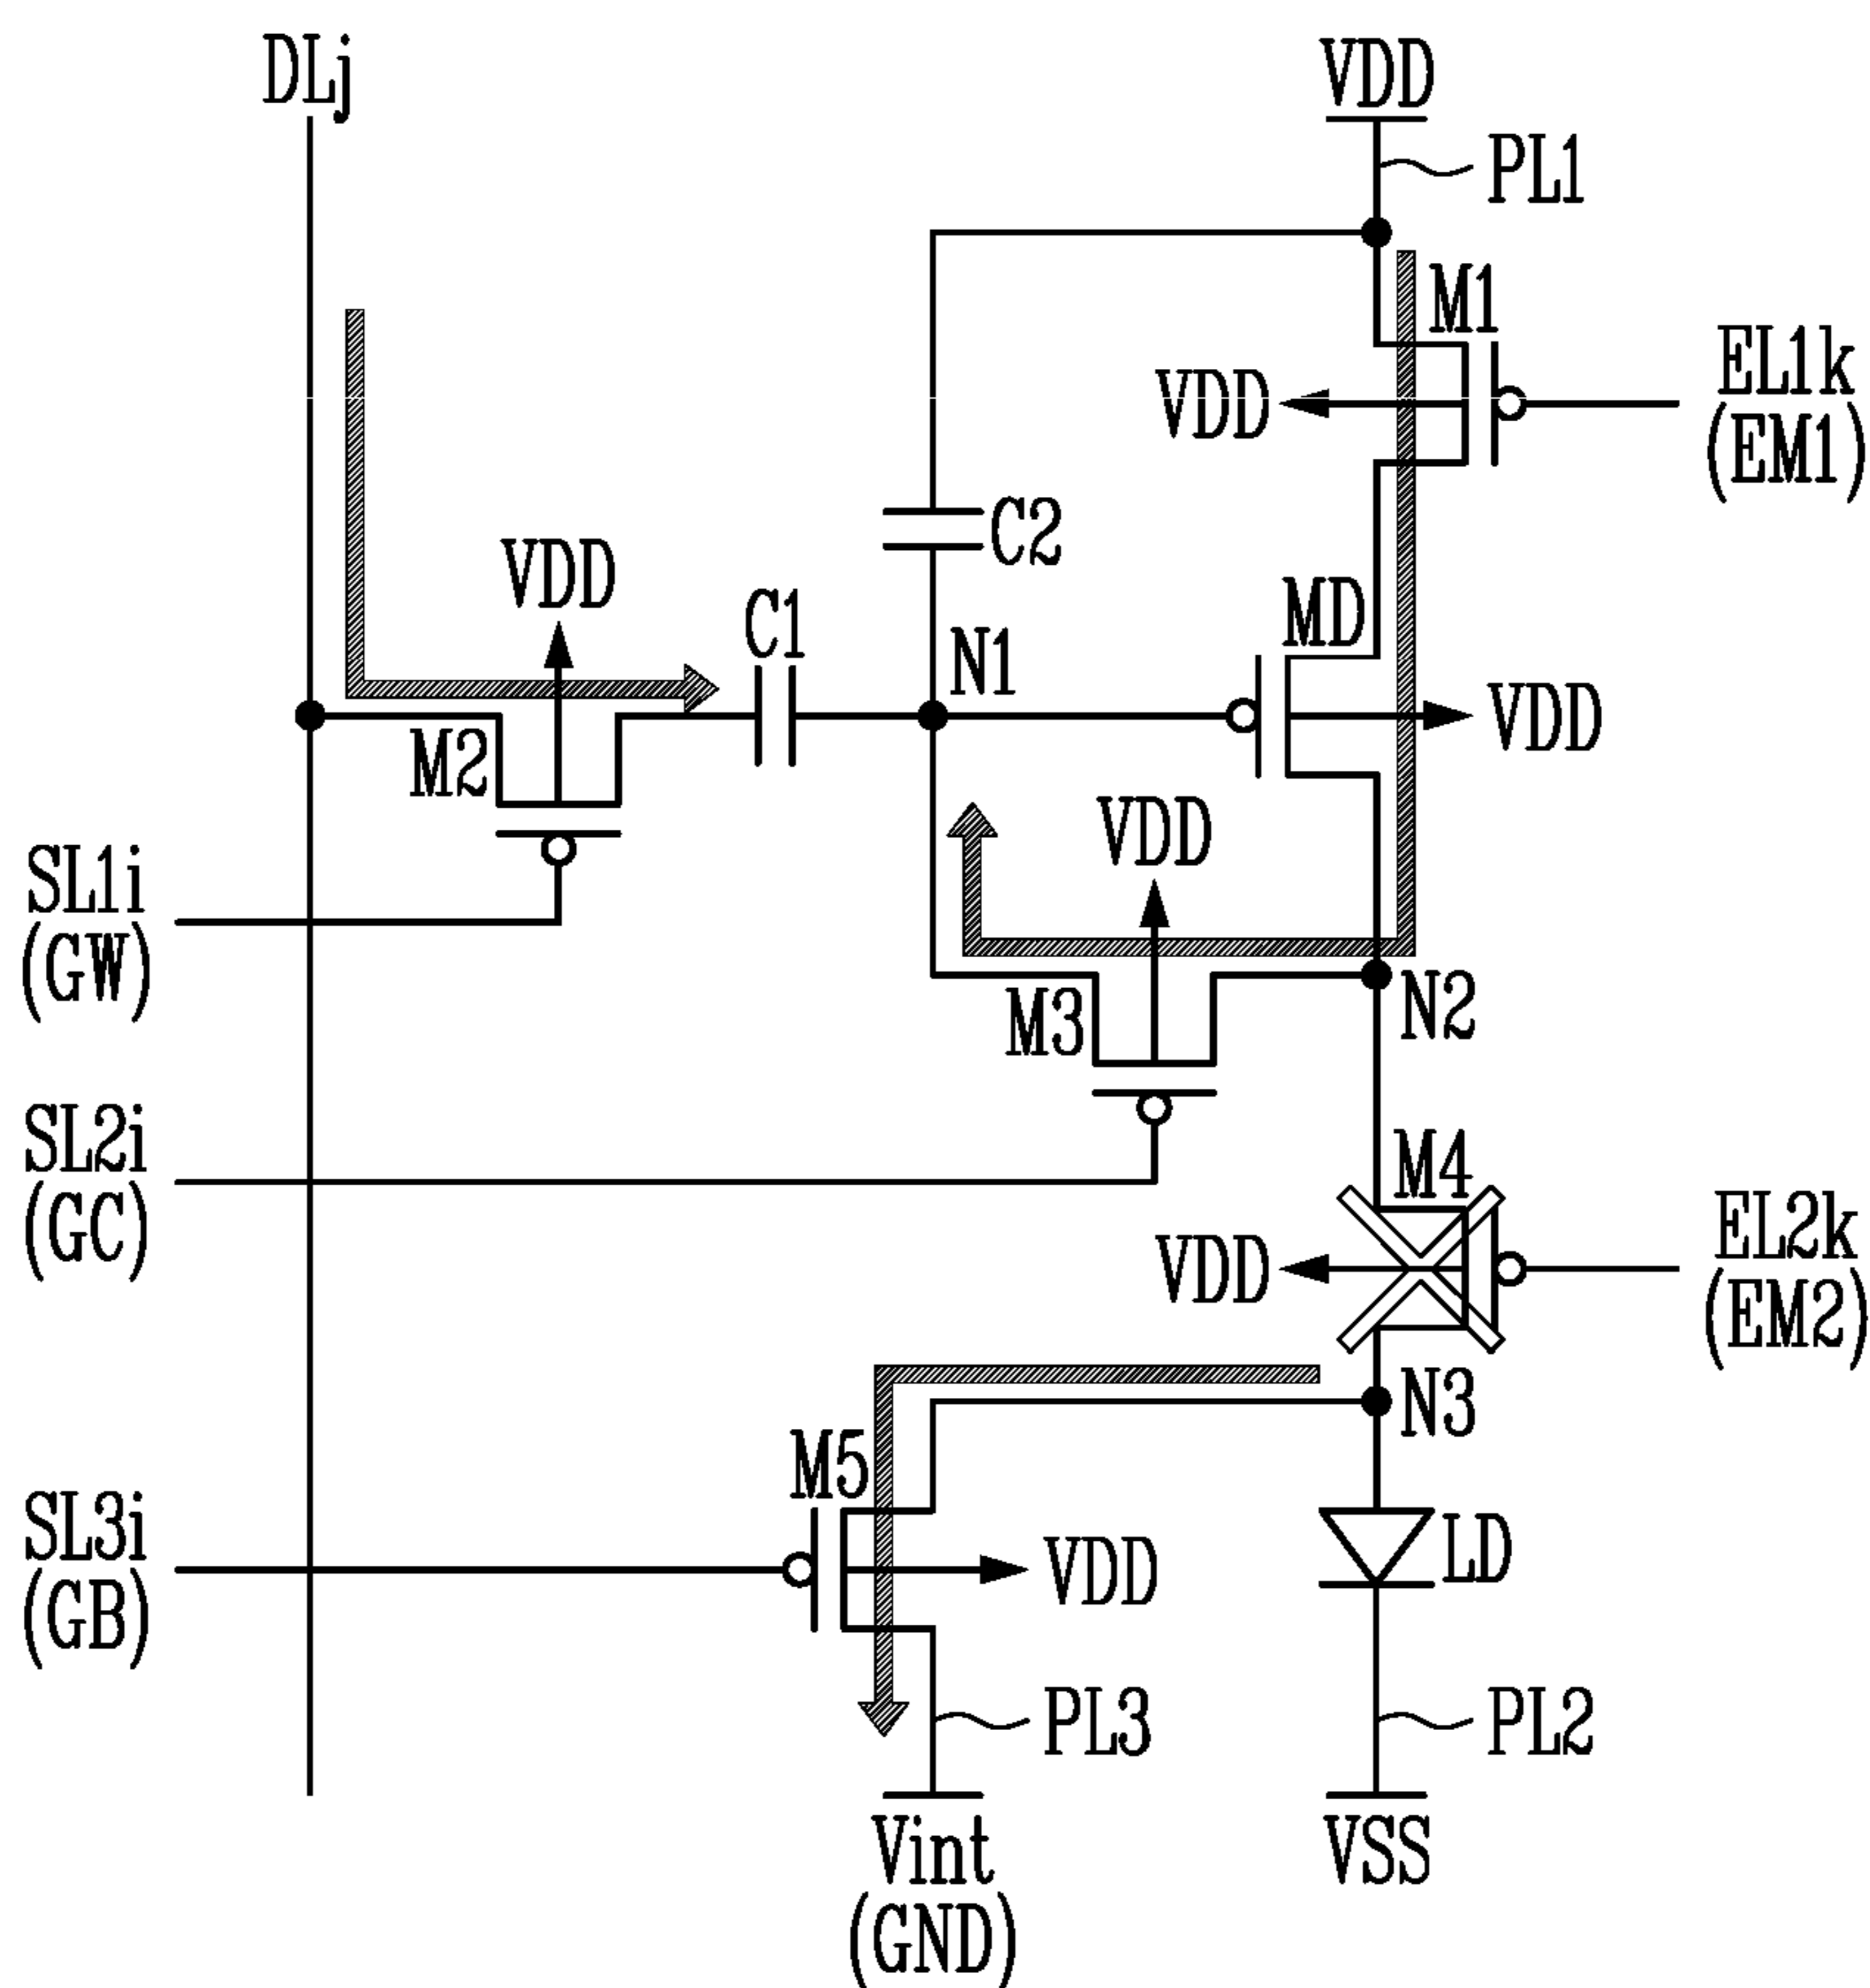 DLj
VDD
PL1
M1
VDD
EL1k
(EM1)
C2
VDD
C1
N1
MD
VDD
M2
VDD
SL1i
(GW)
M3
N2
SL2i
(GC)
M4
VDD
EL2k
(EM2)
N3
M5
SL3i
(GB)
VDD
LD
PL3
PL2
Vint
(GND)
VSS